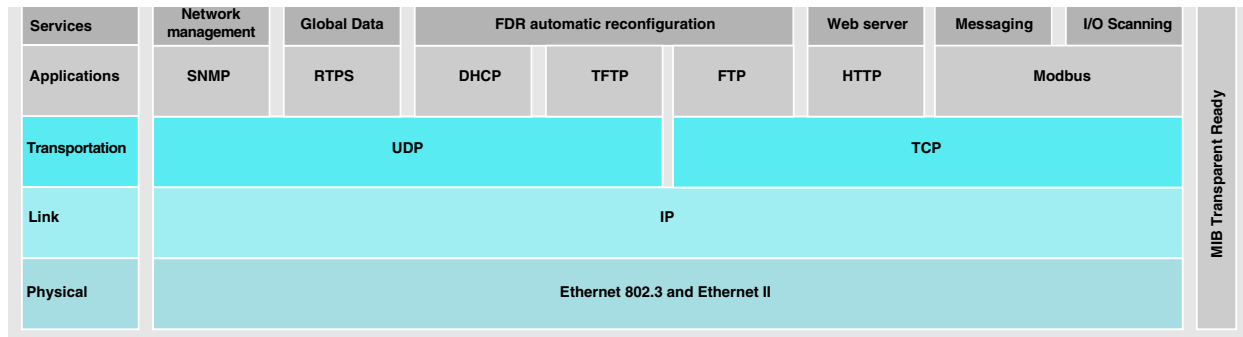 Services
Network
management
Global Data
FDR automatic reconfiguration
Web server
Messaging
I/O Scanning
Applications
SNMP
RTPS
DHCP
TFTP
FTP
HTTP
Modbus
Transportation
UDP
TCP
Link
IP
Physical
Ethernet 802.3 and Ethernet II
MIB Transparent Ready